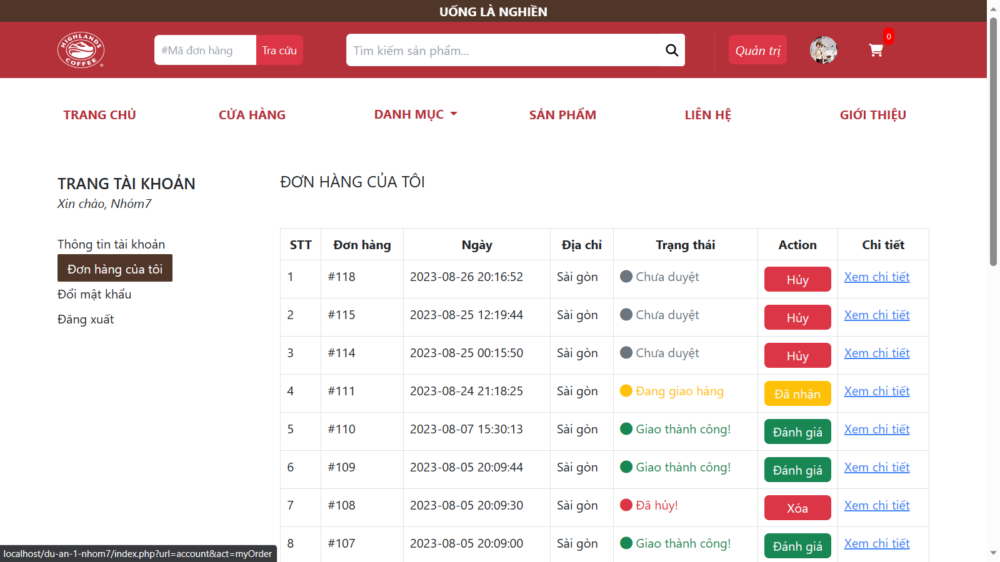 UỐNG LÀ NGHIỀN
HIGHLANDS COFFEE ®
#Mã đơn hàng
Tra cứu
Tìm kiếm sản phẩm...
Quản trị
0
TRANG CHỦ
CỬA HÀNG
DANH MỤC
SẢN PHẨM
LIÊN HỆ
GIỚI THIỆU
TRANG TÀI KHOẢN
Xin chào, Nhóm7
Thông tin tài khoản
Đơn hàng của tôi
Đổi mật khẩu
Đăng xuất
ĐƠN HÀNG CỦA TÔI
STT Đơn hàng Ngày Địa chỉ Trạng thái Action Chi tiết
1 #118 2023-08-26 20:16:52 Sài gòn Chưa duyệt Hủy Xem chi tiết
2 #115 2023-08-25 12:19:44 Sài gòn Chưa duyệt Hủy Xem chi tiết
3 #114 2023-08-25 00:15:50 Sài gòn Chưa duyệt Hủy Xem chi tiết
4 #111 2023-08-24 21:18:25 Sài gòn Đang giao hàng Đã nhận Xem chi tiết
5 #110 2023-08-07 15:30:13 Sài gòn Giao thành công! Đánh giá Xem chi tiết
6 #109 2023-08-05 20:09:44 Sài gòn Giao thành công! Đánh giá Xem chi tiết
7 #108 2023-08-05 20:09:30 Sài gòn Đã hủy! Xóa Xem chi tiết
8 #107 2023-08-05 20:09:00 Sài gòn Giao thành công! Đánh giá Xem chi tiết
localhost/du-an-1-nhom7/index.php?url=account&act=myOrder